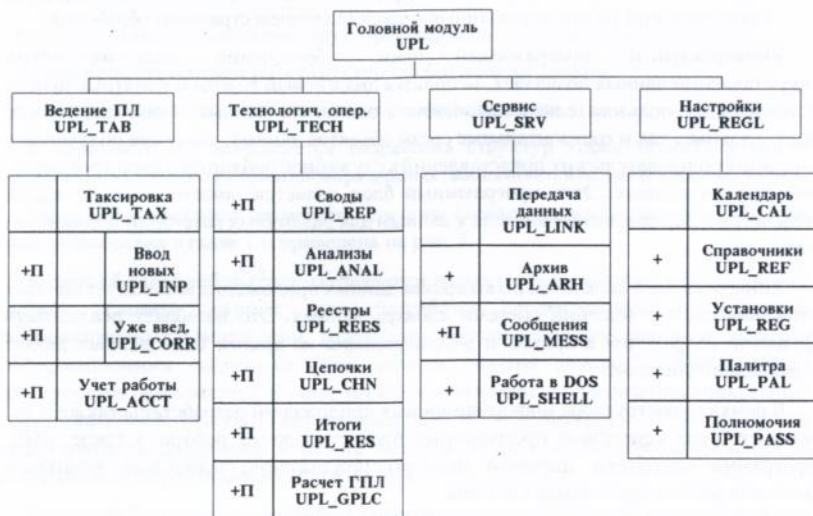 Головной модуль
UPL
Ведение ПЛ
UPL_TAB
Технологич. опер.
UPL_TECH
Сервис
UPL_SRV
Настройки
UPL_REGL
Таксировка
UPL_TAX
+П
Ввод
новых
UPL_INP
+П
Уже введ.
UPL_CORR
+П
Учет работы
UPL_ACCT
+П
Своды
UPL_REP
+П
Анализы
UPL_ANAL
+П
Реестры
UPL_REES
+П
Цепочки
UPL_CHN
+П
Итоги
UPL_RES
+П
Расчет ГПЛ
UPL_GPLC
Передача
данных
UPL_LINK
+
Архив
UPL_ARH
+П
Сообщения
UPL_MESS
+
Работа в DOS
UPL_SHELL
Календарь
UPL_CAL
+
Справочники
UPL_REF
+
Установки
UPL_REG
+
Палитра
UPL_PAL
+
Полномочия
UPL_PASS